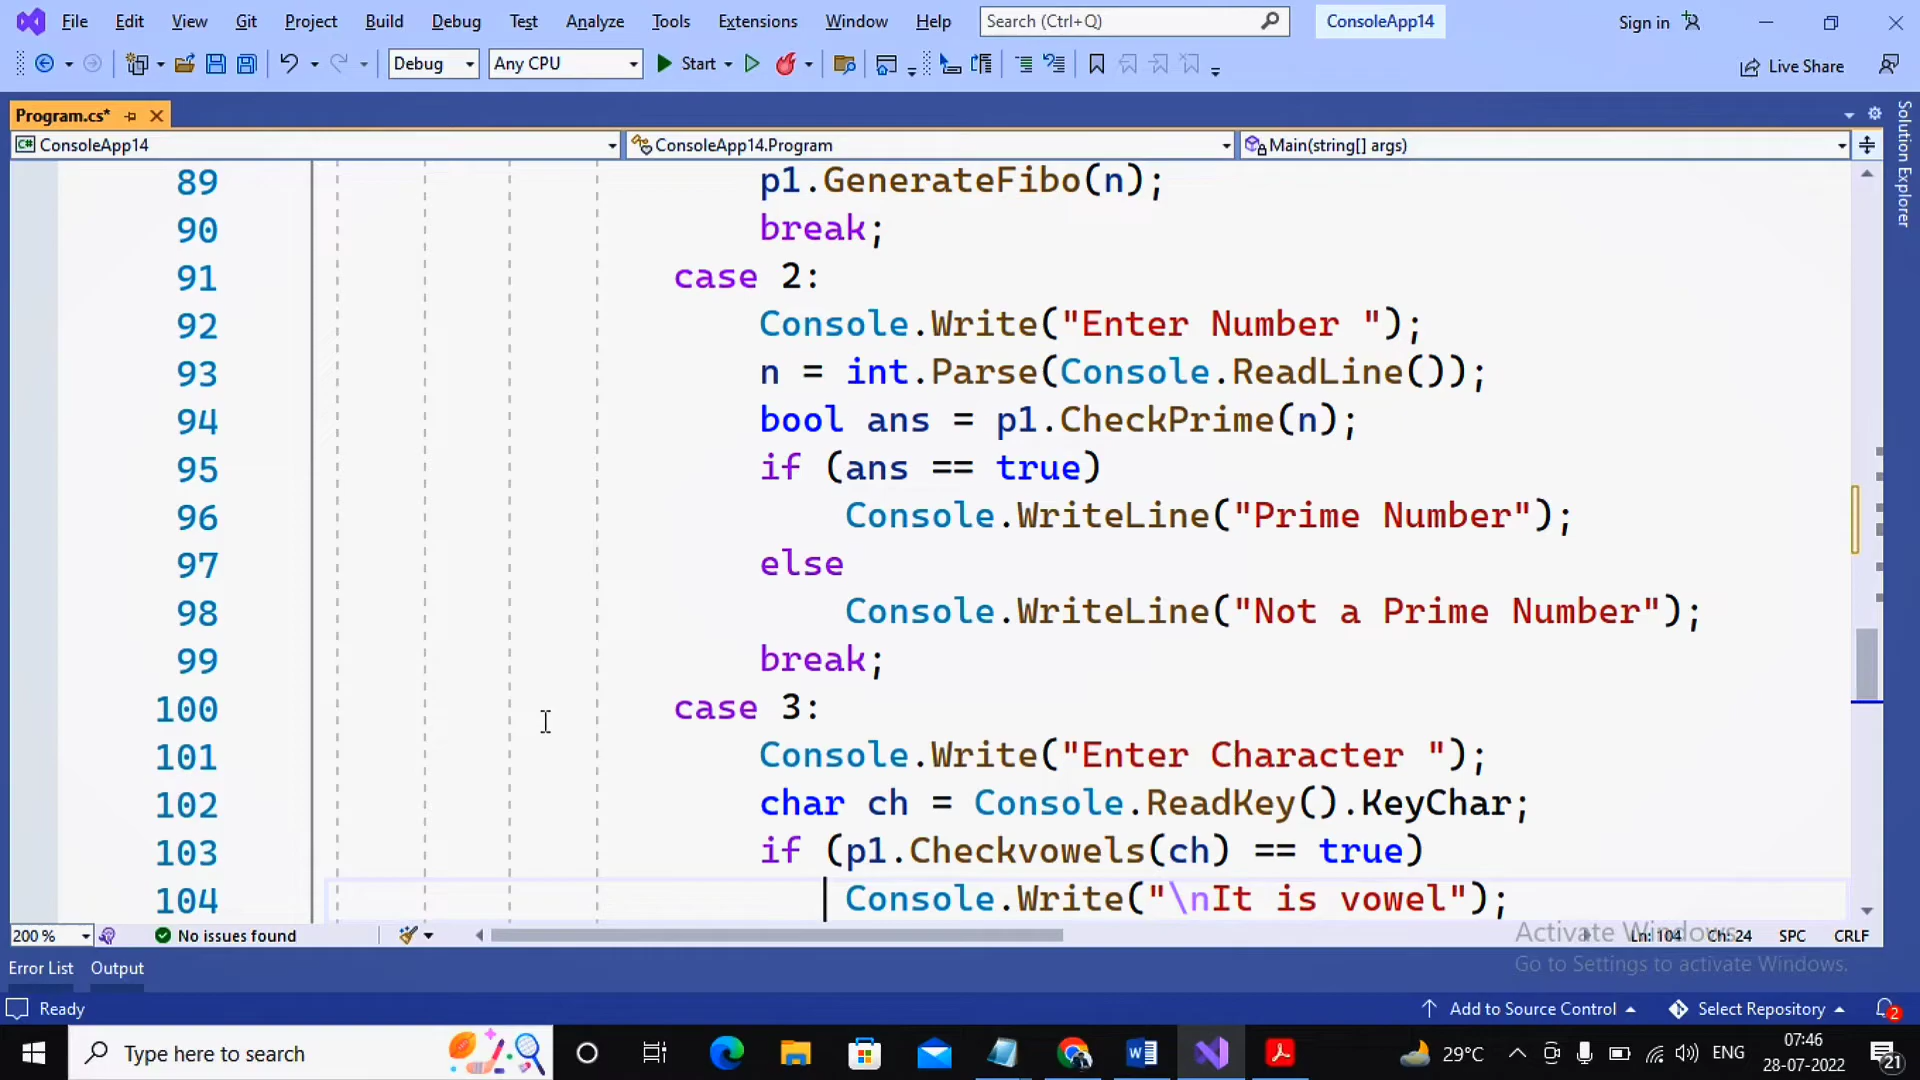 File Edit View Git Project Build Debug Test Analyze Tools Extensions Window Help Search (Ctrl+Q) ConsoleApp14 Sign in
Debug Any CPU Start Live Share
Program.cs*
ConsoleApp14 ConsoleApp14.Program Main(string[] args)
Solution Explorer
89 p1.GenerateFibo(n);
90 break;
91 case 2:
92 Console.Write("Enter Number ");
93 n = int.Parse(Console.ReadLine());
94 bool ans = p1.CheckPrime(n);
95 if (ans == true)
96 Console.WriteLine("Prime Number");
97 else
98 Console.WriteLine("Not a Prime Number");
99 break;
100 case 3:
101 Console.Write("Enter Character ");
102 char ch = Console.ReadKey().KeyChar;
103 if (p1.Checkvowels(ch) == true)
104 Console.Write("\nIt is vowel");
200 % No issues found Ln: 104 Ch: 24 SPC CRLF
Activate Windows
Go to Settings to activate Windows.
Error List Output
Ready Add to Source Control Select Repository 2
Type here to search 29°C ENG 07:46
28-07-2022 21